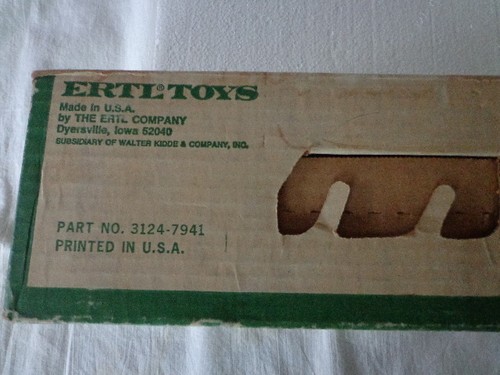 ERTL® TOYS
Made in U.S.A.
by THE ERTL COMPANY
Dyersville, Iowa 52040
SUBSIDIARY OF WALTER KIDDE & COMPANY, INC.
PART NO. 3124-7941
PRINTED IN U.S.A.